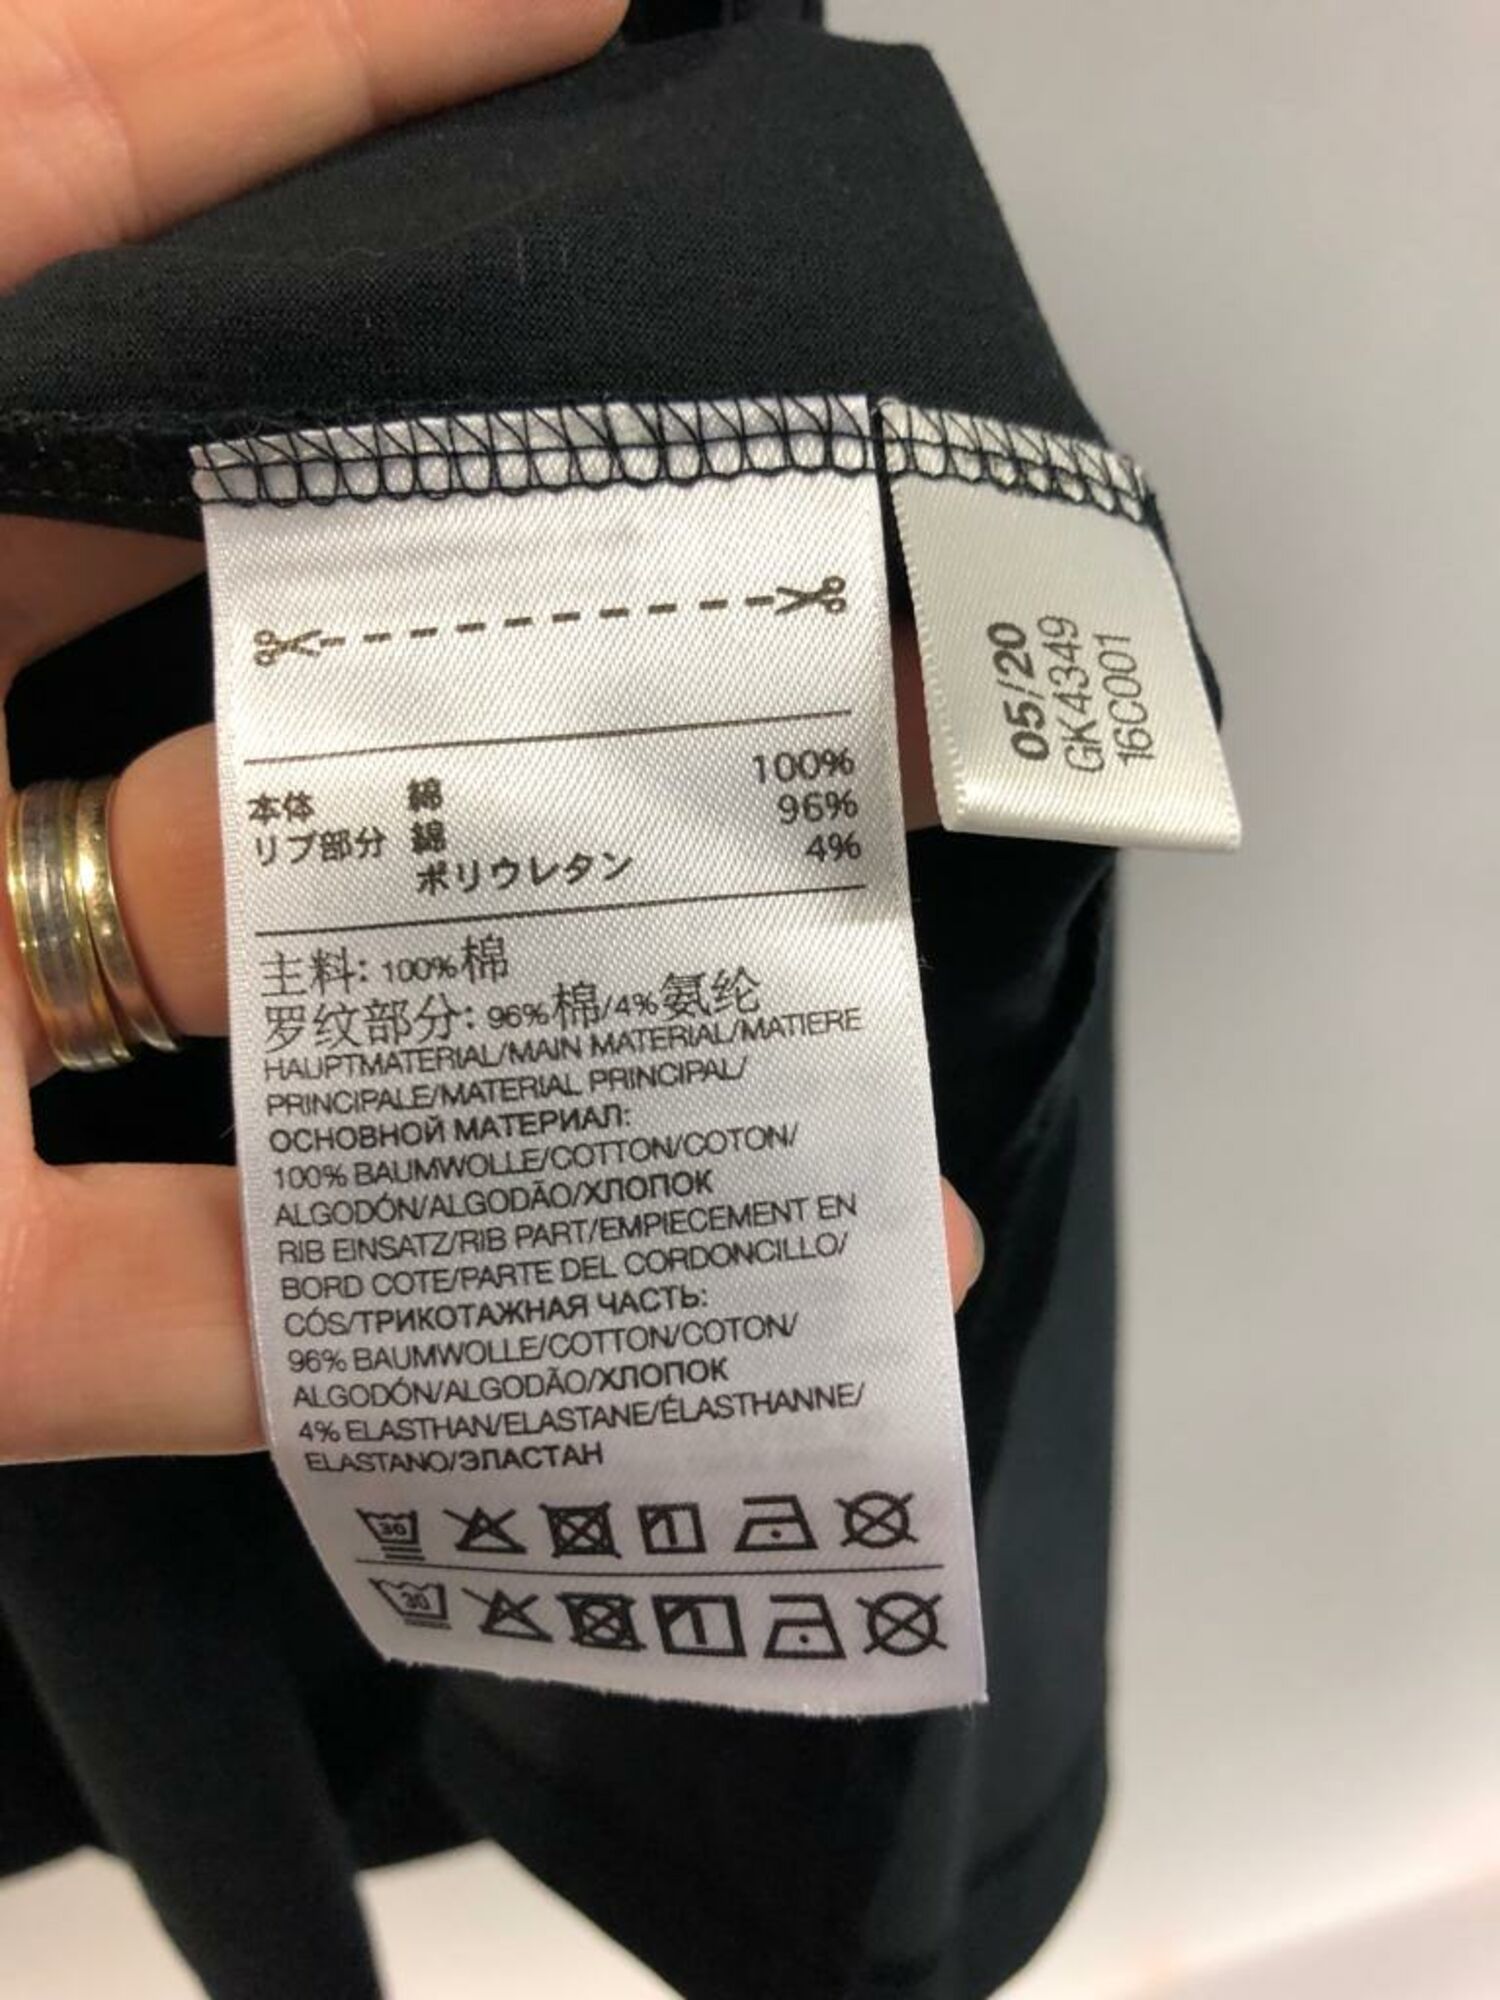 本体 綿 100%
リブ部分 綿 96%
ポリウレタン 4%
主料: 100%棉
罗纹部分: 96%棉/4%氨纶
HAUPTMATERIAL/MAIN MATERIAL/MATIERE
PRINCIPALE/MATERIAL PRINCIPAL/
ОСНОВНОЙ МАТЕРИАЛ:
100% BAUMWOLLE/COTTON/COTON/
ALGODÓN/ALGODÃO/ХЛОПОК
RIB EINSATZ/RIB PART/EMPIECEMENT EN
BORD COTE/PARTE DEL CORDONCILLO/
CÓS/ТРИКОТАЖНАЯ ЧАСТЬ:
96% BAUMWOLLE/COTTON/COTON/
ALGODÓN/ALGODÃO/ХЛОПОК
4% ELASTHAN/ELASTANE/ÉLASTHANNE/
ELASTANO/ЭЛАСТАН
30
30
05/20
GK4349
16C001